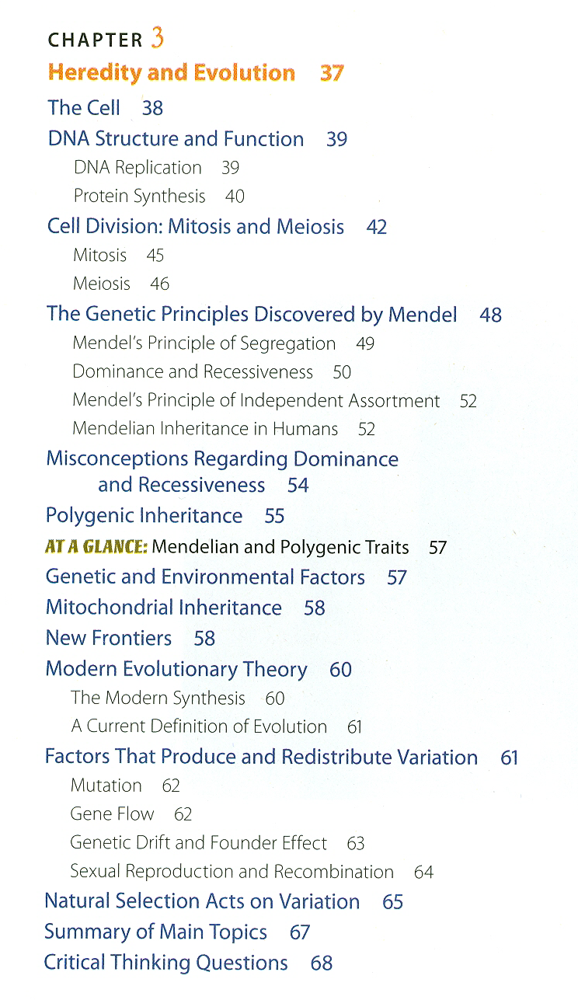 CHAPTER 3
Heredity and Evolution 37
The Cell 38
DNA Structure and Function 39
DNA Replication 39
Protein Synthesis 40
Cell Division: Mitosis and Meiosis 42
Mitosis 45
Meiosis 46
The Genetic Principles Discovered by Mendel 48
Mendel's Principle of Segregation 49
Dominance and Recessiveness 50
Mendel's Principle of Independent Assortment 52
Mendelian Inheritance in Humans 52
Misconceptions Regarding Dominance
and Recessiveness 54
Polygenic Inheritance 55
AT A GLANCE: Mendelian and Polygenic Traits 57
Genetic and Environmental Factors 57
Mitochondrial Inheritance 58
New Frontiers 58
Modern Evolutionary Theory 60
The Modern Synthesis 60
A Current Definition of Evolution 61
Factors That Produce and Redistribute Variation 61
Mutation 62
Gene Flow 62
Genetic Drift and Founder Effect 63
Sexual Reproduction and Recombination 64
Natural Selection Acts on Variation 65
Summary of Main Topics 67
Critical Thinking Questions 68